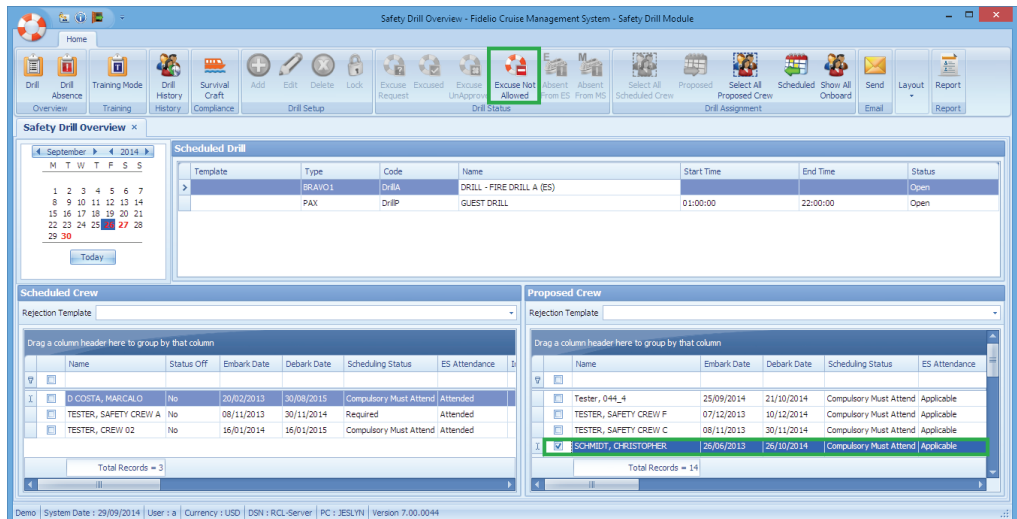 Safety Drill Overview - Fidelio Cruise Management System - Safety Drill Module
Home
Drill Drill Absence Training Mode Drill History Survival Craft Add Edit Delete Lock Excuse Request Excused Excuse UnApprove Excuse Not Allowed Absent From ES Absent From MS Select All Scheduled Crew Proposed Select All Proposed Crew Scheduled Show All Onboard Send Layout Report
Overview Training History Compliance Drill Setup Drill Status Drill Assignment Email Report
Safety Drill Overview ×
September 2014
M T W T F S S
1 2 3 4 5 6 7
8 9 10 11 12 13 14
15 16 17 18 19 20 21
22 23 24 25 26 27 28
29 30
Today
Scheduled Drill
Template Type Code Name Start Time End Time Status
BRAVO1 DrillA DRILL - FIRE DRILL A (ES) Open
PAX DrillP GUEST DRILL 01:00:00 22:00:00 Open
Scheduled Crew
Rejection Template
Drag a column header here to group by that column
Name Status Off Embark Date Debark Date Scheduling Status ES Attendance
D COSTA, MARCALO No 20/02/2013 30/08/2015 Compulsory Must Attend Attended
TESTER, SAFETY CREW A No 08/11/2013 30/11/2014 Required Attended
TESTER, CREW 02 No 16/01/2014 16/01/2015 Compulsory Must Attend Attended
Total Records = 3
Proposed Crew
Rejection Template
Drag a column header here to group by that column
Name Embark Date Debark Date Scheduling Status ES Attendance
Tester, 044_4 25/09/2014 21/10/2014 Compulsory Must Attend Applicable
TESTER, SAFETY CREW F 07/12/2013 10/12/2014 Compulsory Must Attend Applicable
TESTER, SAFETY CREW C 08/11/2013 30/11/2014 Compulsory Must Attend Applicable
SCHMIDT, CHRISTOPHER 26/06/2013 26/10/2014 Compulsory Must Attend Applicable
Total Records = 14
Demo System Date : 29/09/2014 User : a Currency : USD DSN : RCL-Server PC : JESLYN Version 7.00.0044